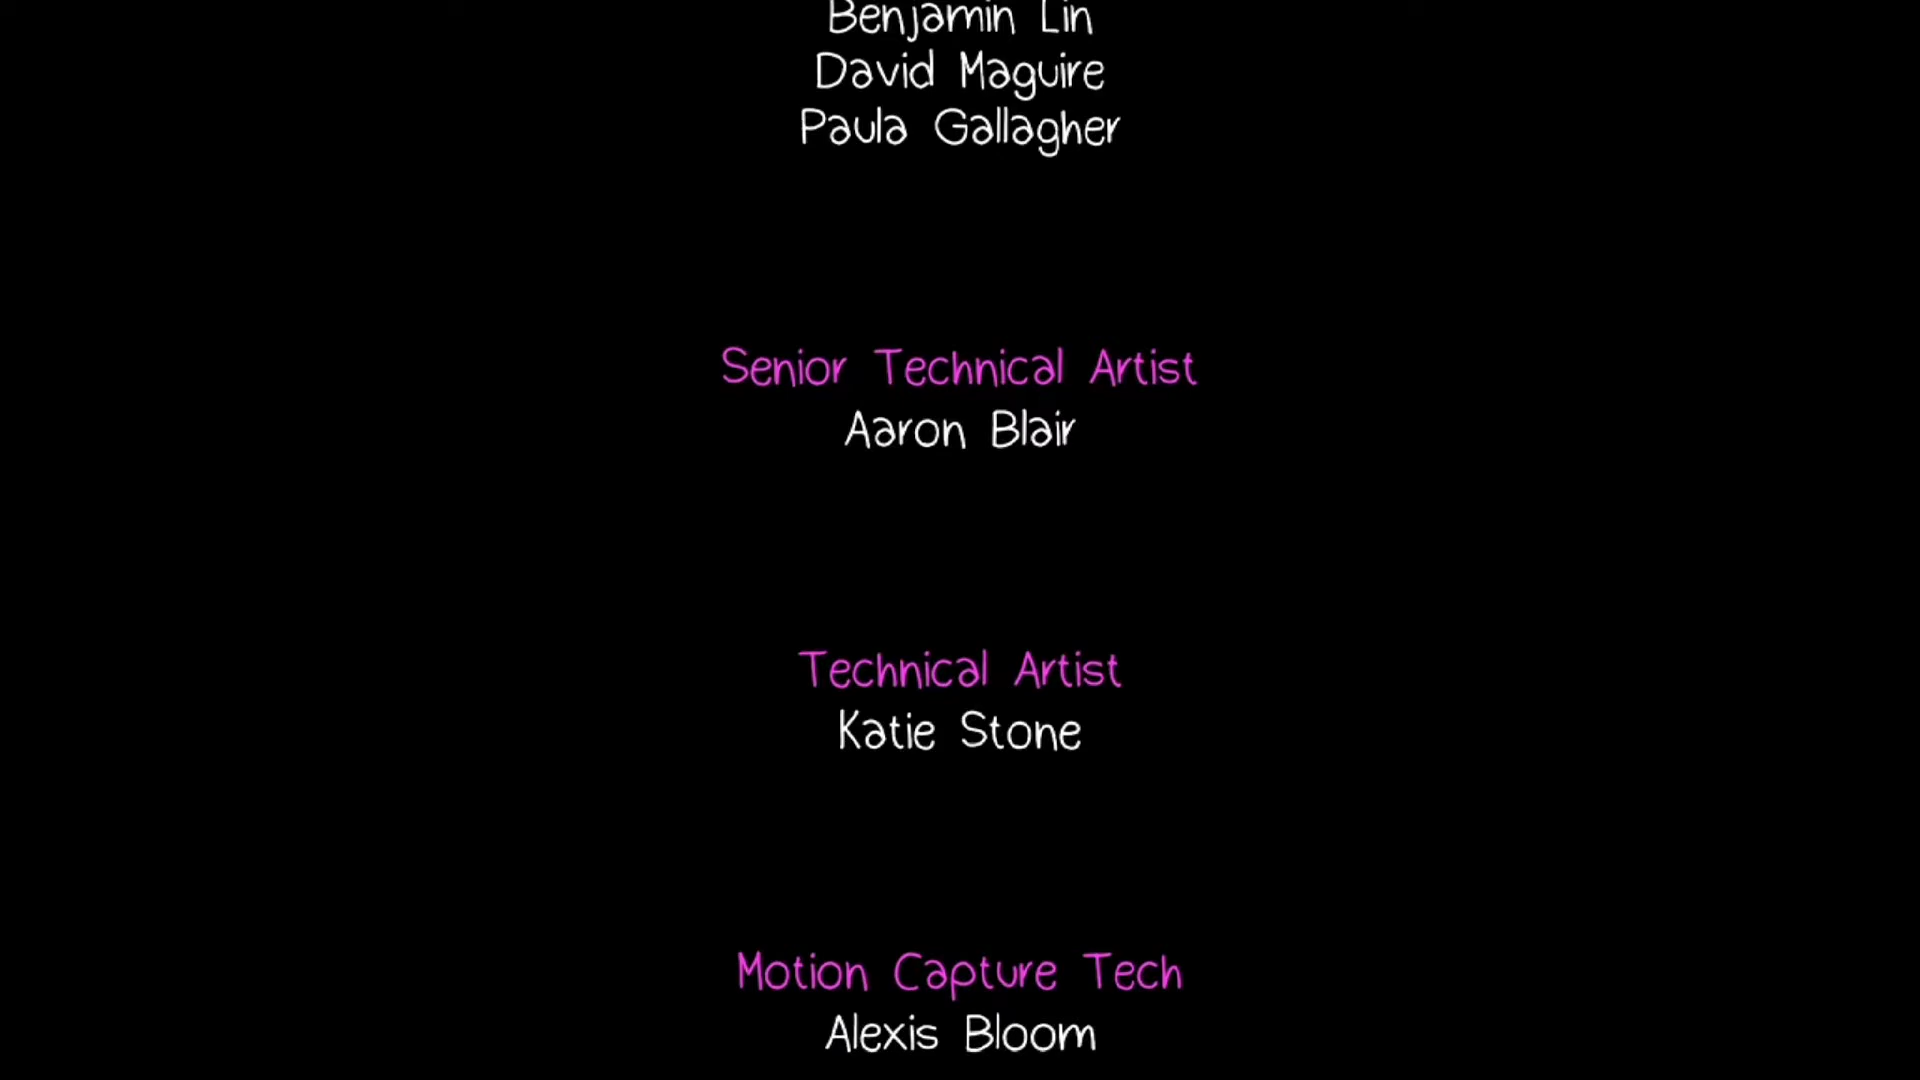 Benjamin Lin
David Maguire
Paula Gallagher
Senior Technical Artist
Aaron Blair
Technical Artist
Katie Stone
Motion Capture Tech
Alexis Bloom